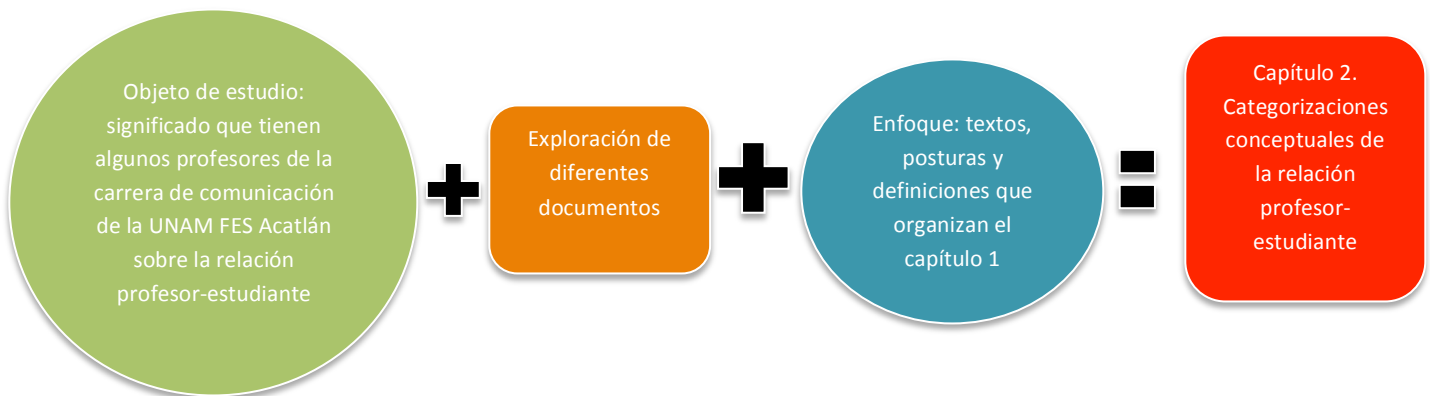 Objeto de estudio:
significado que tienen
algunos profesores de la
carrera de comunicación
de la UNAM FES Acatlán
sobre la relación
profesor-estudiante
Exploración de
diferentes
documentos
Enfoque: textos,
posturas y
definiciones que
organizan el
capítulo 1
Capítulo 2.
Categorizaciones
conceptuales de
la relación
profesor-
estudiante